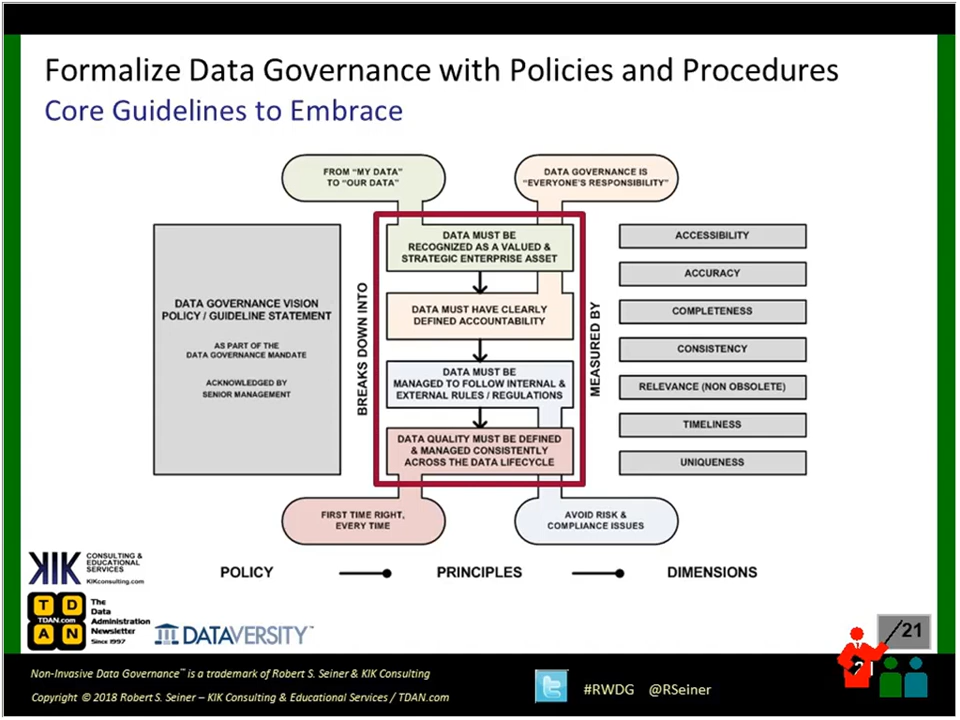 Formalize Data Governance with Policies and Procedures
Core Guidelines to Embrace
FROM "MY DATA"
TO "OUR DATA"
DATA GOVERNANCE IS
"EVERYONE'S RESPONSIBILITY"
DATA GOVERNANCE VISION
POLICY / GUIDELINE STATEMENT
AS PART OF THE
DATA GOVERNANCE MANDATE
ACKNOWLEDGED BY
SENIOR MANAGEMENT
BREAKS DOWN INTO
DATA MUST BE
RECOGNIZED AS A VALUED &
STRATEGIC ENTERPRISE ASSET
DATA MUST HAVE CLEARLY
DEFINED ACCOUNTABILITY
DATA MUST BE
MANAGED TO FOLLOW INTERNAL &
EXTERNAL RULES / REGULATIONS
DATA QUALITY MUST BE DEFINED
& MANAGED CONSISTENTLY
ACROSS THE DATA LIFECYCLE
MEASURED BY
ACCESSIBILITY
ACCURACY
COMPLETENESS
CONSISTENCY
RELEVANCE (NON OBSOLETE)
TIMELINESS
UNIQUENESS
FIRST TIME RIGHT,
EVERY TIME
AVOID RISK &
COMPLIANCE ISSUES
POLICY
PRINCIPLES
DIMENSIONS
KIK
CONSULTING &
EDUCATIONAL
SERVICES
KIKconsulting.com
T D
TDAN.com
A N
The
Data
Administration
Newsletter
Since 1997
DATAVERSITY™
/21
Non-Invasive Data Governance™ is a trademark of Robert S. Seiner & KIK Consulting
Copyright © 2018 Robert S. Seiner – KIK Consulting & Educational Services / TDAN.com
#RWDG @RSeiner